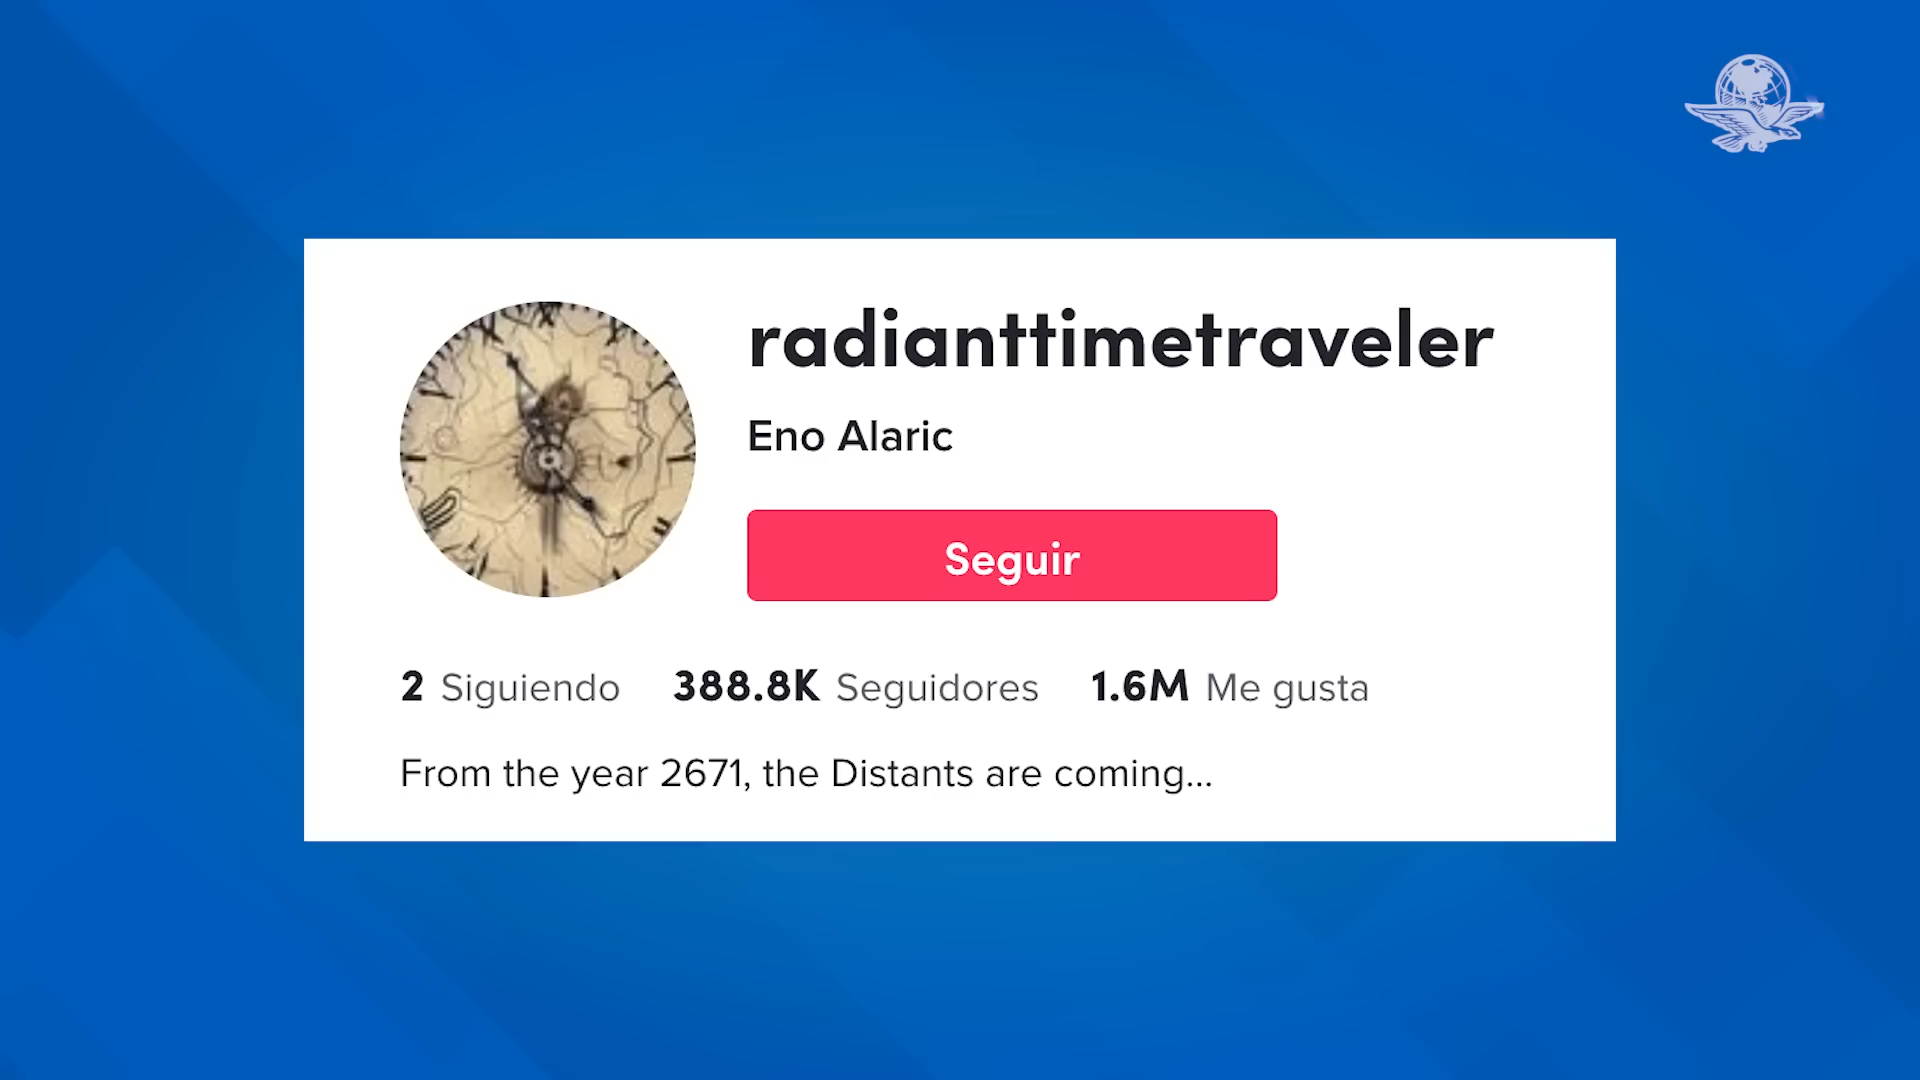 radianttimetraveler
Eno Alaric
Seguir
2 Siguiendo 388.8K Seguidores 1.6M Me gusta
From the year 2671, the Distants are coming...